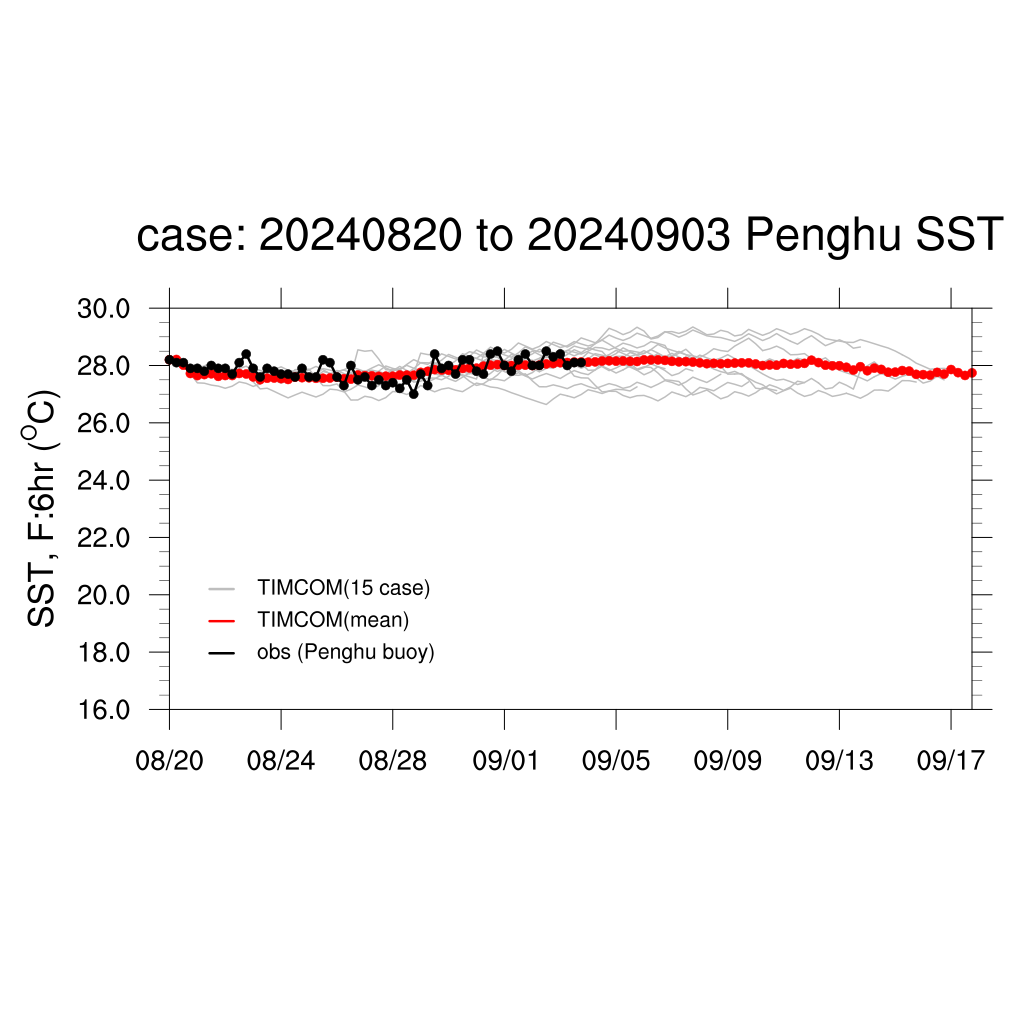 case: 20240820 to 20240903 Penghu SST
30.0
28.0
26.0
24.0
22.0
20.0
18.0
16.0
SST, F:6hr (°C)
TIMCOM(15 case)
TIMCOM(mean)
obs (Penghu buoy)
08/20 08/24 08/28 09/01 09/05 09/09 09/13 09/17